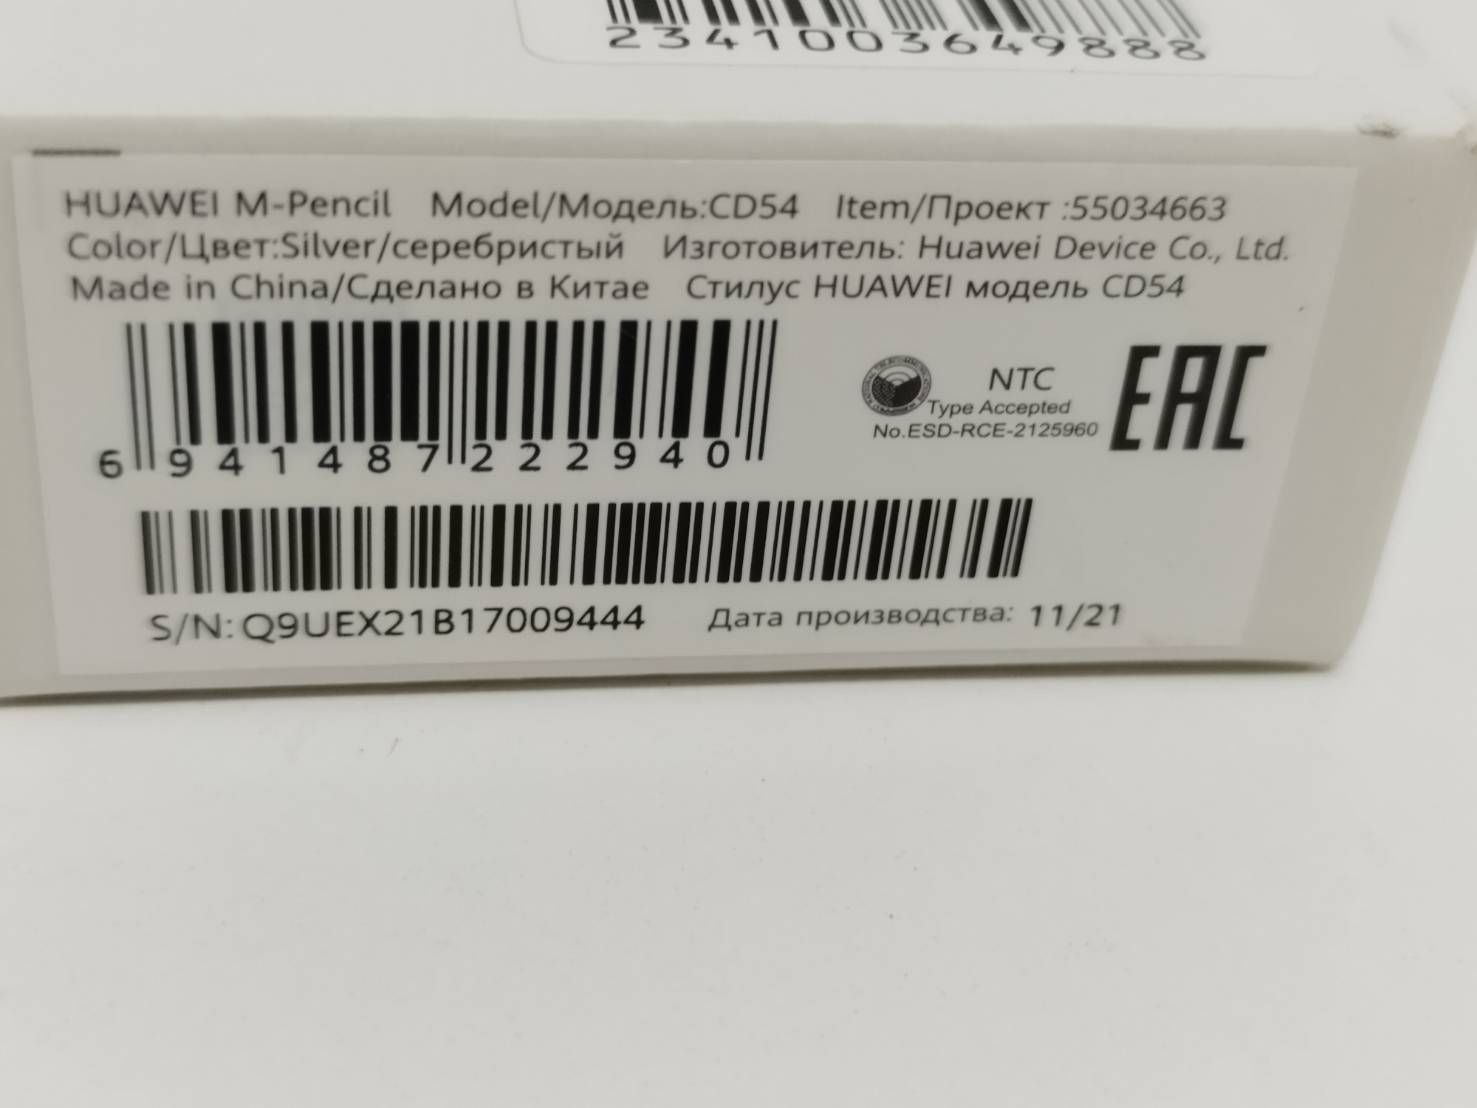 2341003649888
HUAWEI M-Pencil Model/Модель:CD54 Item/Проект :55034663
Color/Цвет:Silver/серебристый Изготовитель: Huawei Device Co., Ltd.
Made in China/Сделано в Китае Стилус HUAWEI модель CD54
6 941487 222940
NTC
Type Accepted
No.ESD-RCE-2125960
EAC
S/N: Q9UEX21B17009444 Дата производства: 11/21